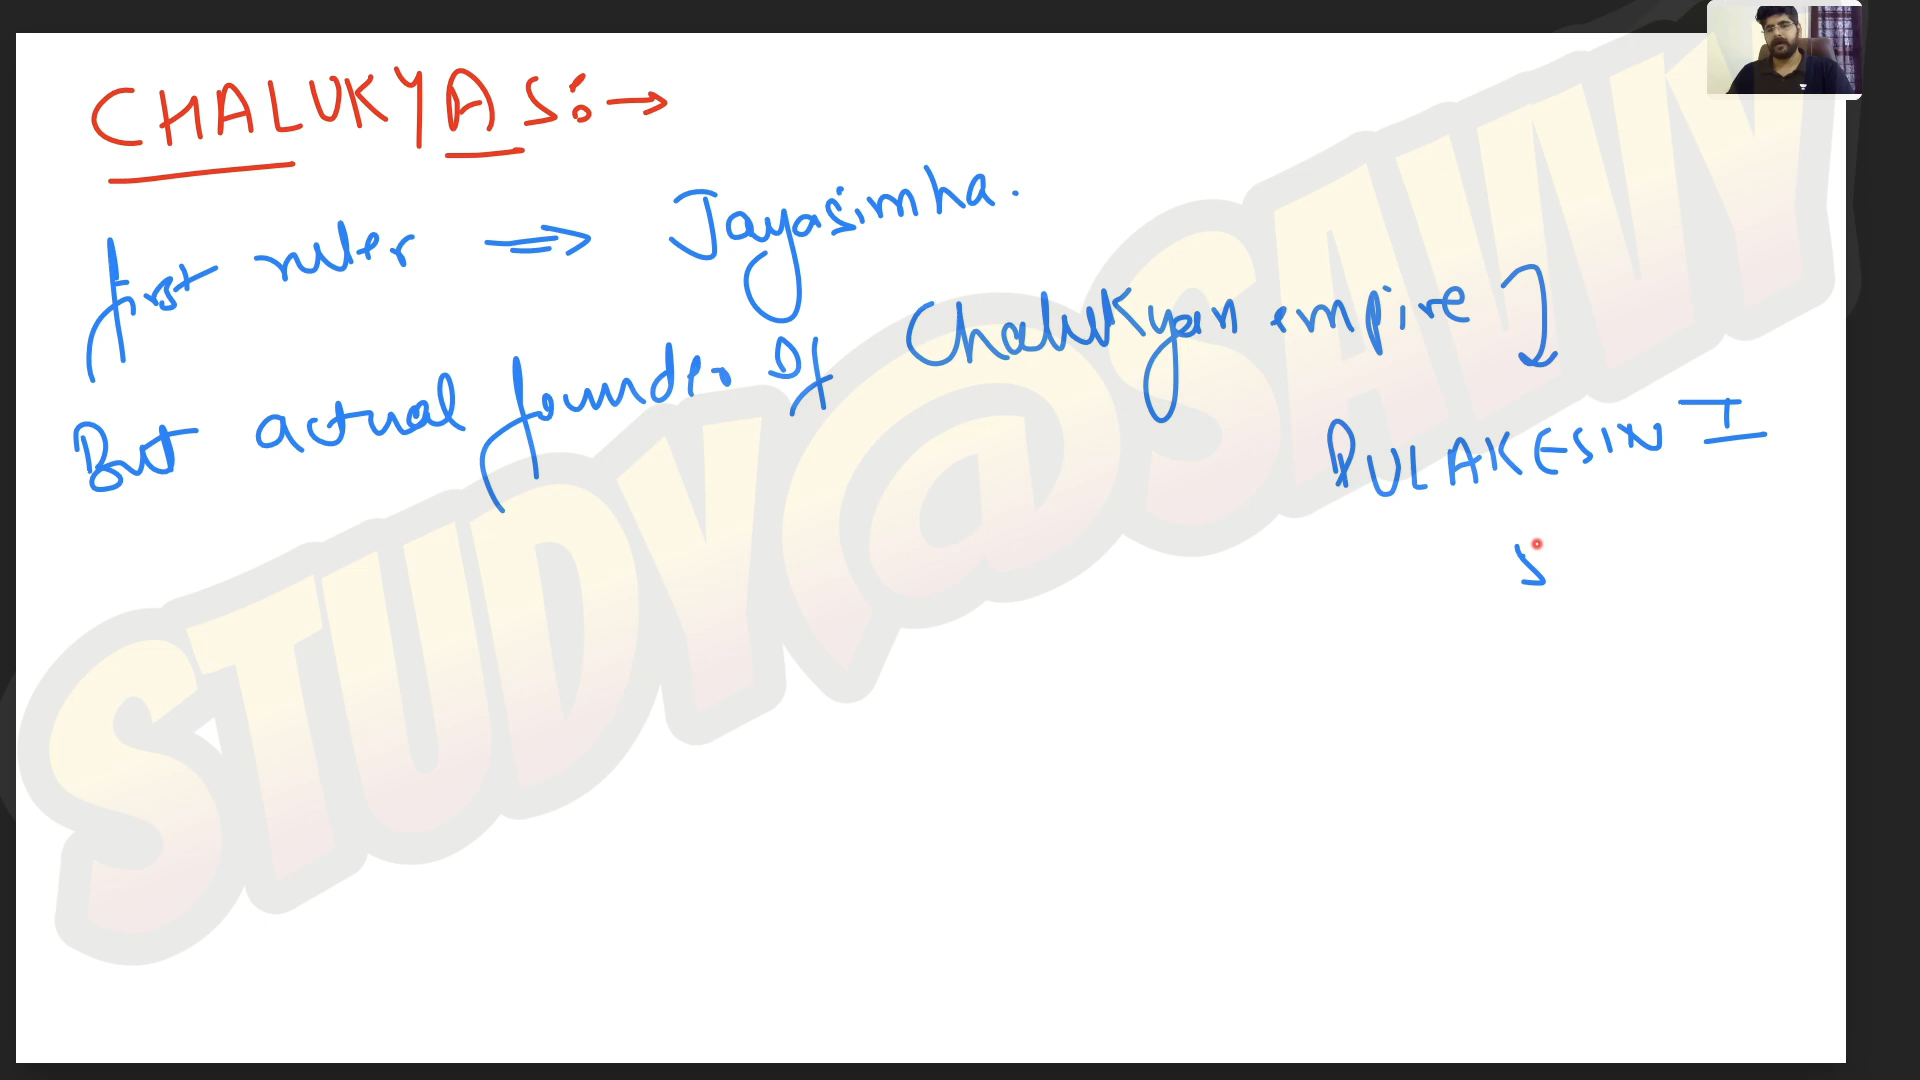 CHALUKYAS:→
first ruler ⇒ Jayasimha.
But actual founder of Chalukyan empire
PULAKESIN I
S
STUDY@SAVVY